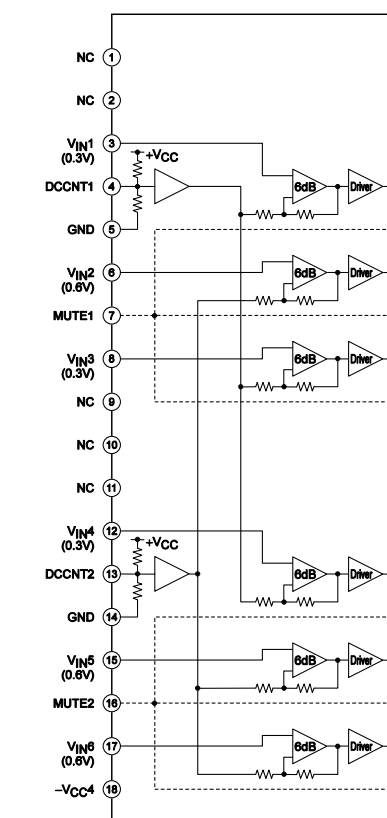 NC 1
NC 2
VIN1 3
(0.3V)
+VCC
DCCNT1 4
6dB Driver
GND 5
VIN2 6
(0.6V)
6dB Driver
MUTE1 7
VIN3 8
(0.3V)
6dB Driver
NC 9
NC 10
NC 11
VIN4 12
(0.3V)
+VCC
DCCNT2 13
6dB Driver
GND 14
VIN5 15
(0.6V)
6dB Driver
MUTE2 16
VIN6 17
(0.6V)
6dB Driver
–VCC4 18